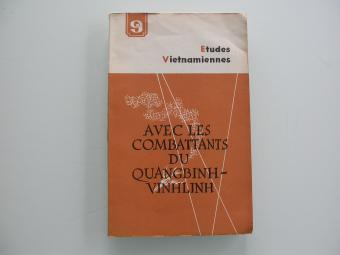 9
Etudes
Vietnamiennes
AVEC LES
COMBATTANTS
DU
QUANGBINH-
VINHLINH